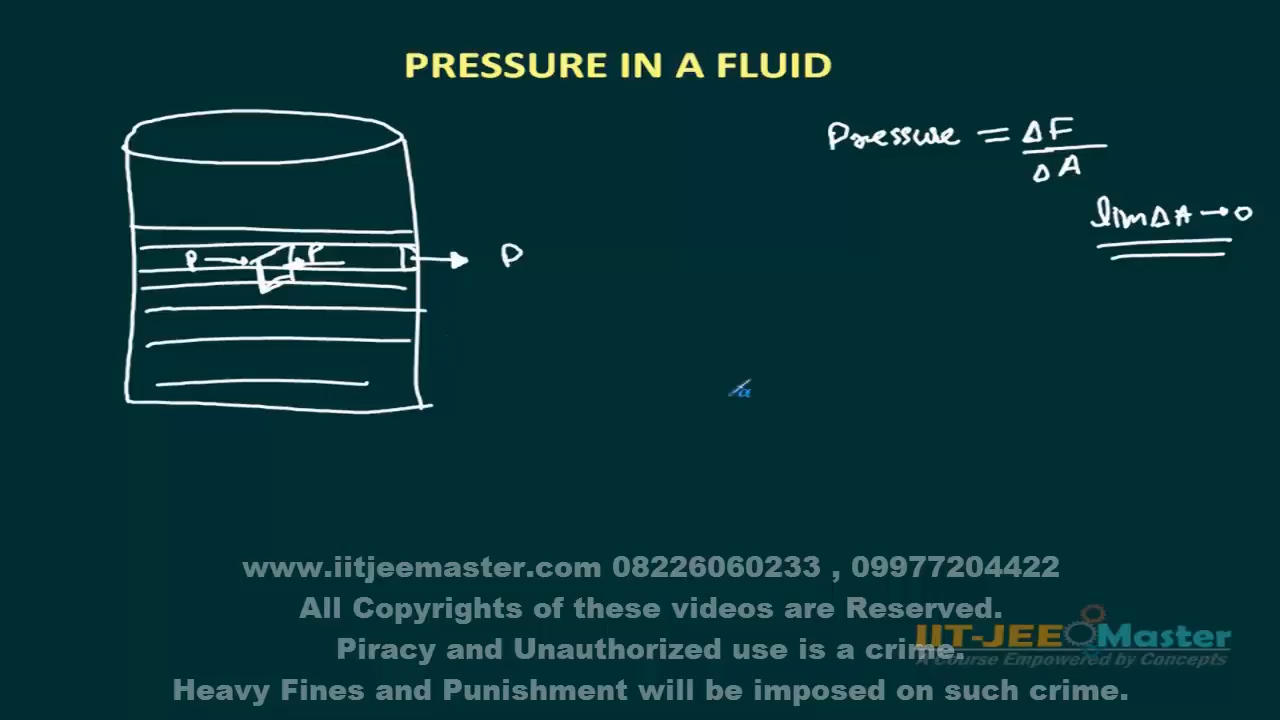 PRESSURE IN A FLUID
Pressure = ΔF
ΔA
lim ΔA → 0
P P P
www.iitjeemaster.com 08226060233 , 09977204422
All Copyrights of these videos are Reserved.
IIT-JEE Master
Piracy and Unauthorized use is a crime.
A Course Empowered by Concepts
Heavy Fines and Punishment will be imposed on such crime.